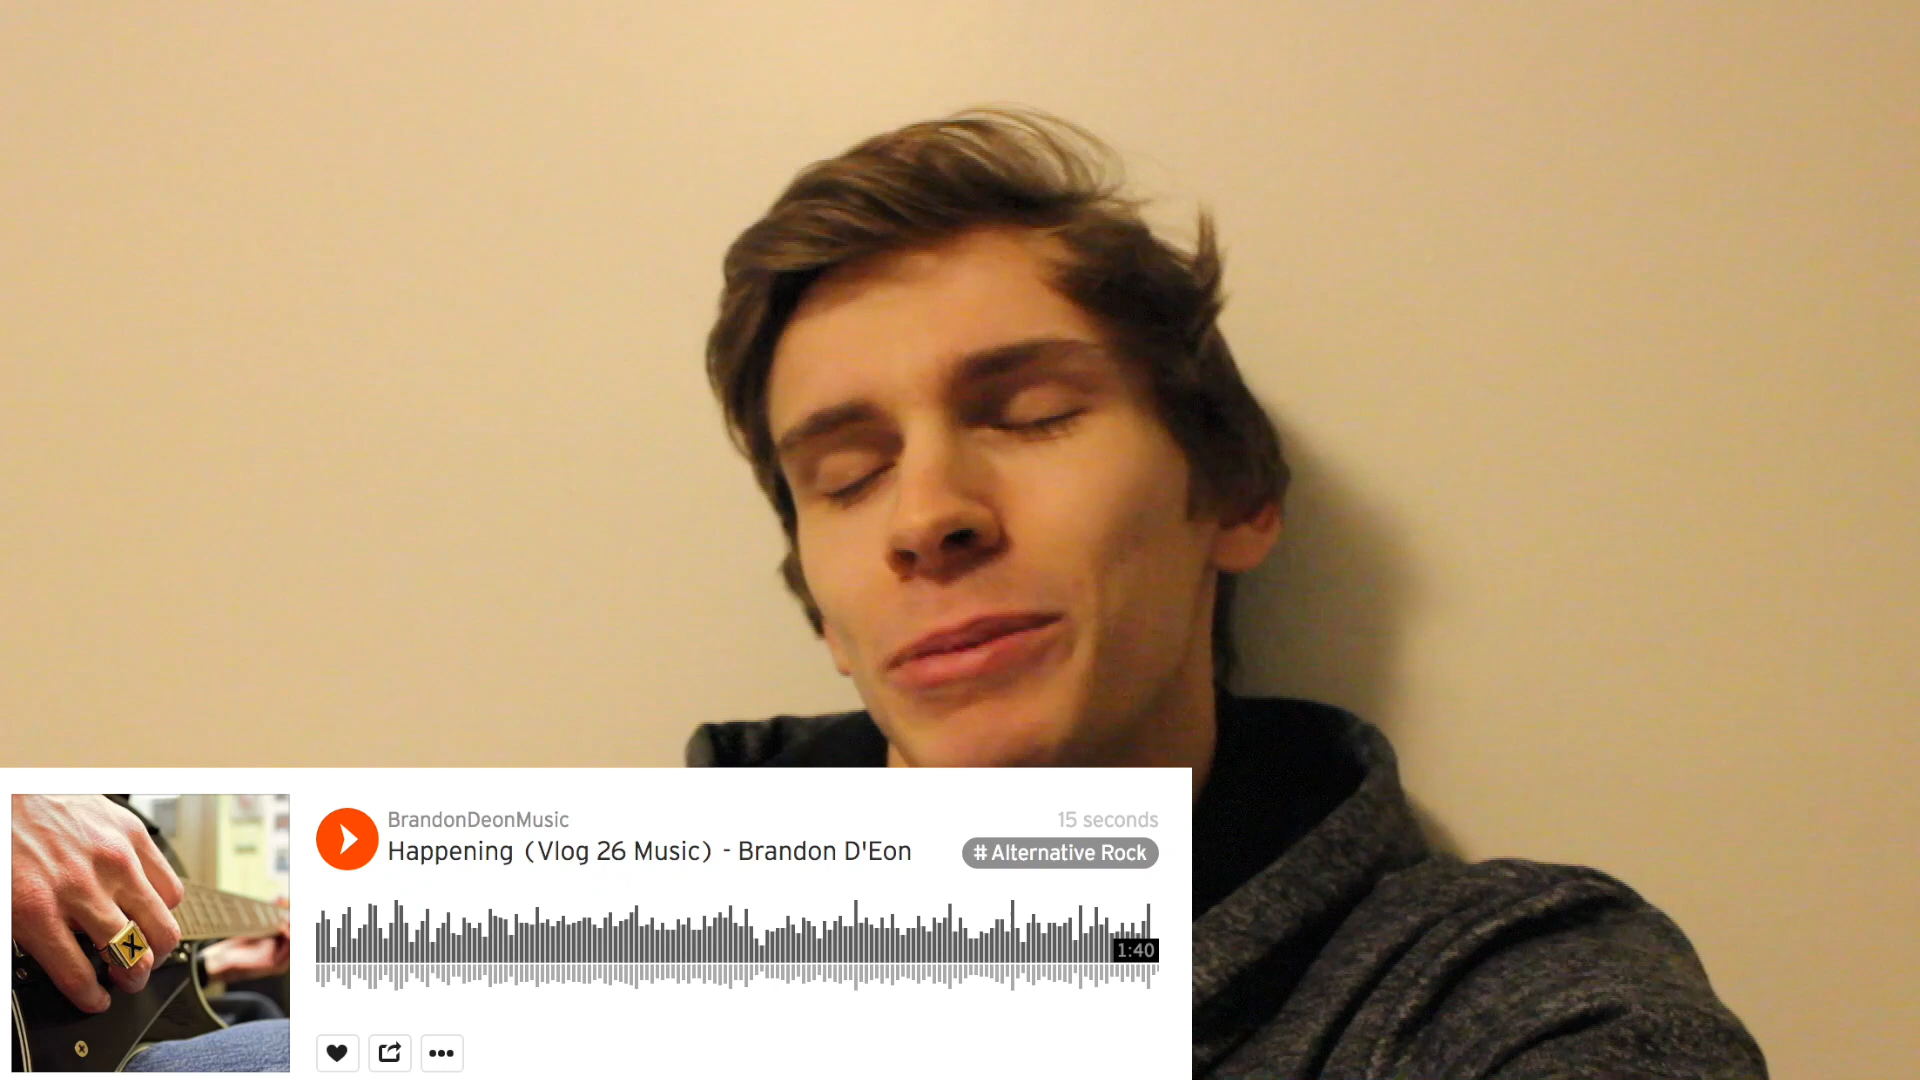 BrandonDeonMusic
15 seconds
Happening (Vlog 26 Music) - Brandon D'Eon
# Alternative Rock
1:40
X